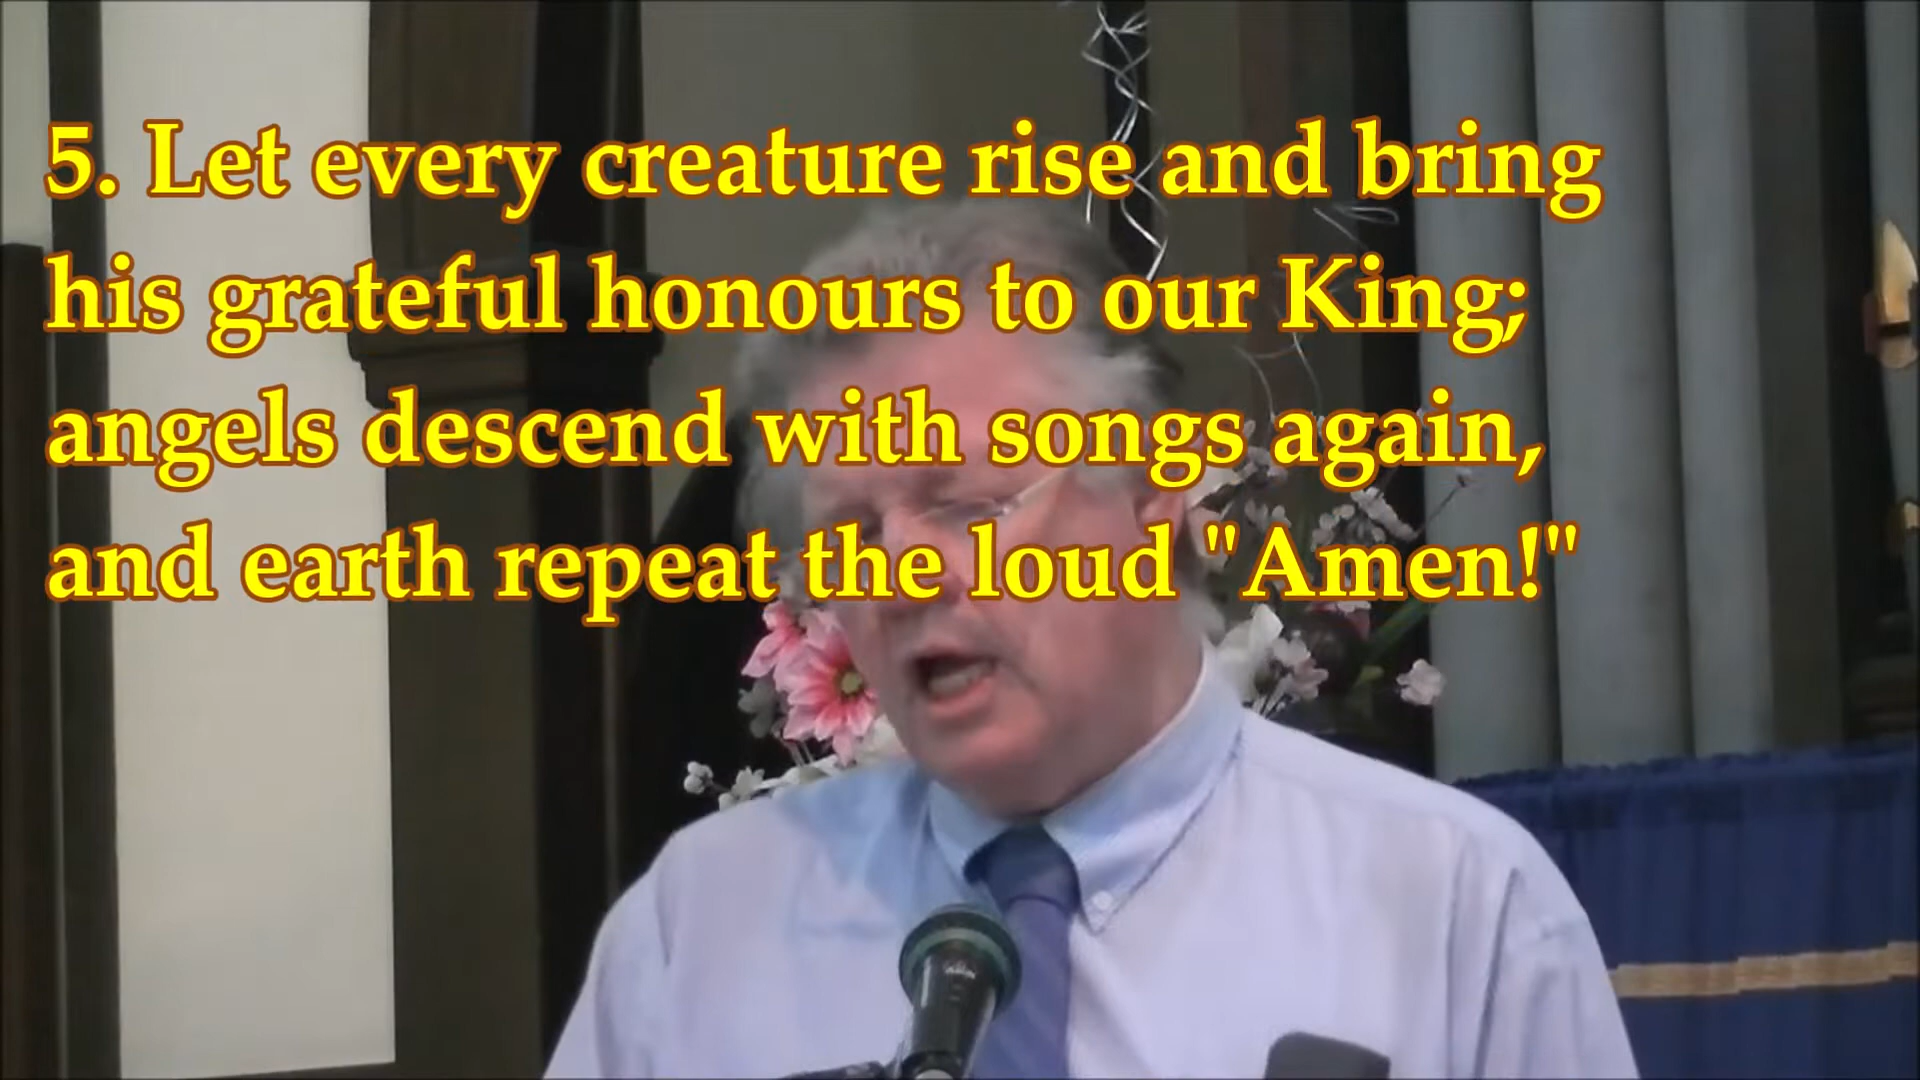 5. Let every creature rise and bring
his grateful honours to our King;
angels descend with songs again,
and earth repeat the loud "Amen!"